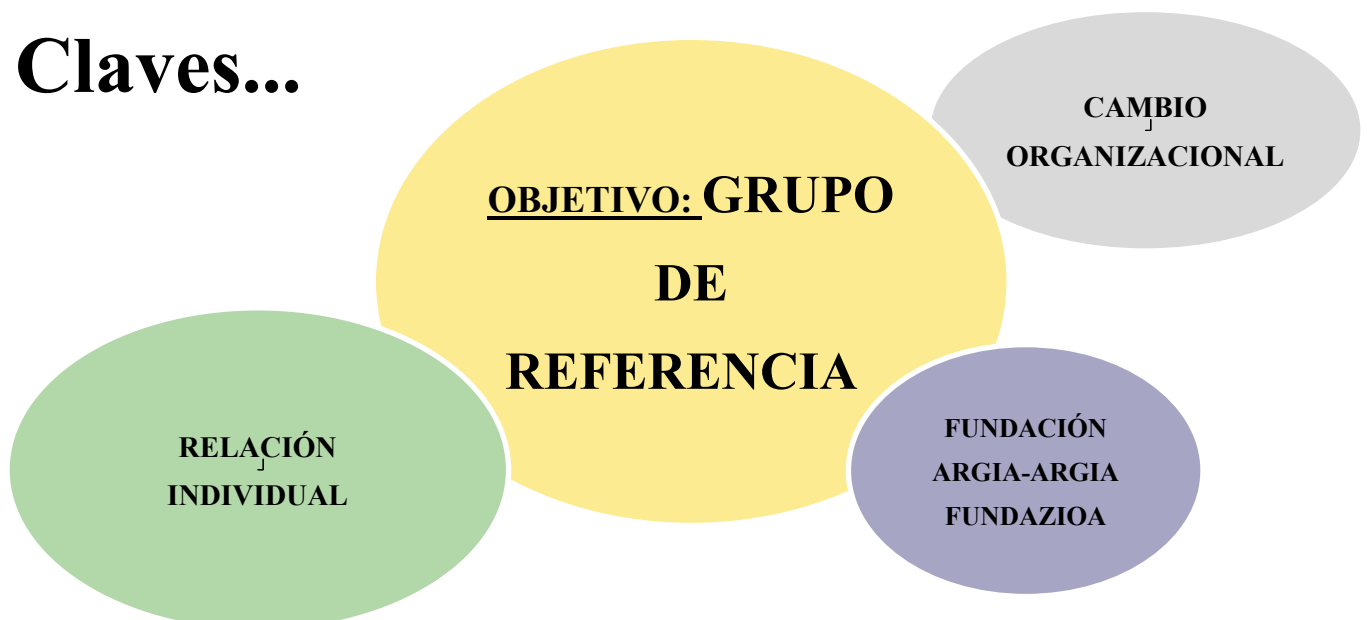 Claves...
CAMBIO
ORGANIZACIONAL
OBJETIVO: GRUPO
DE
REFERENCIA
RELACIÓN
INDIVIDUAL
FUNDACIÓN
ARGIA-ARGIA
FUNDAZIOA